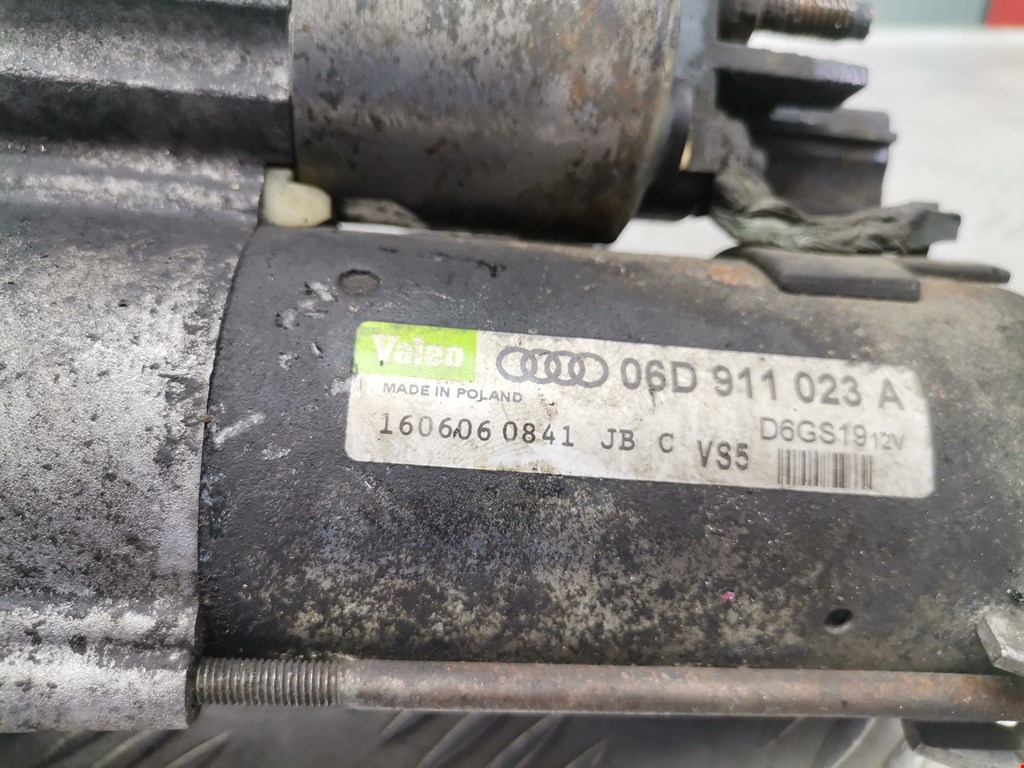 Valeo 06D 911 023 A
MADE IN POLAND
160606 0841 JB C VS5 D6GS19 12V